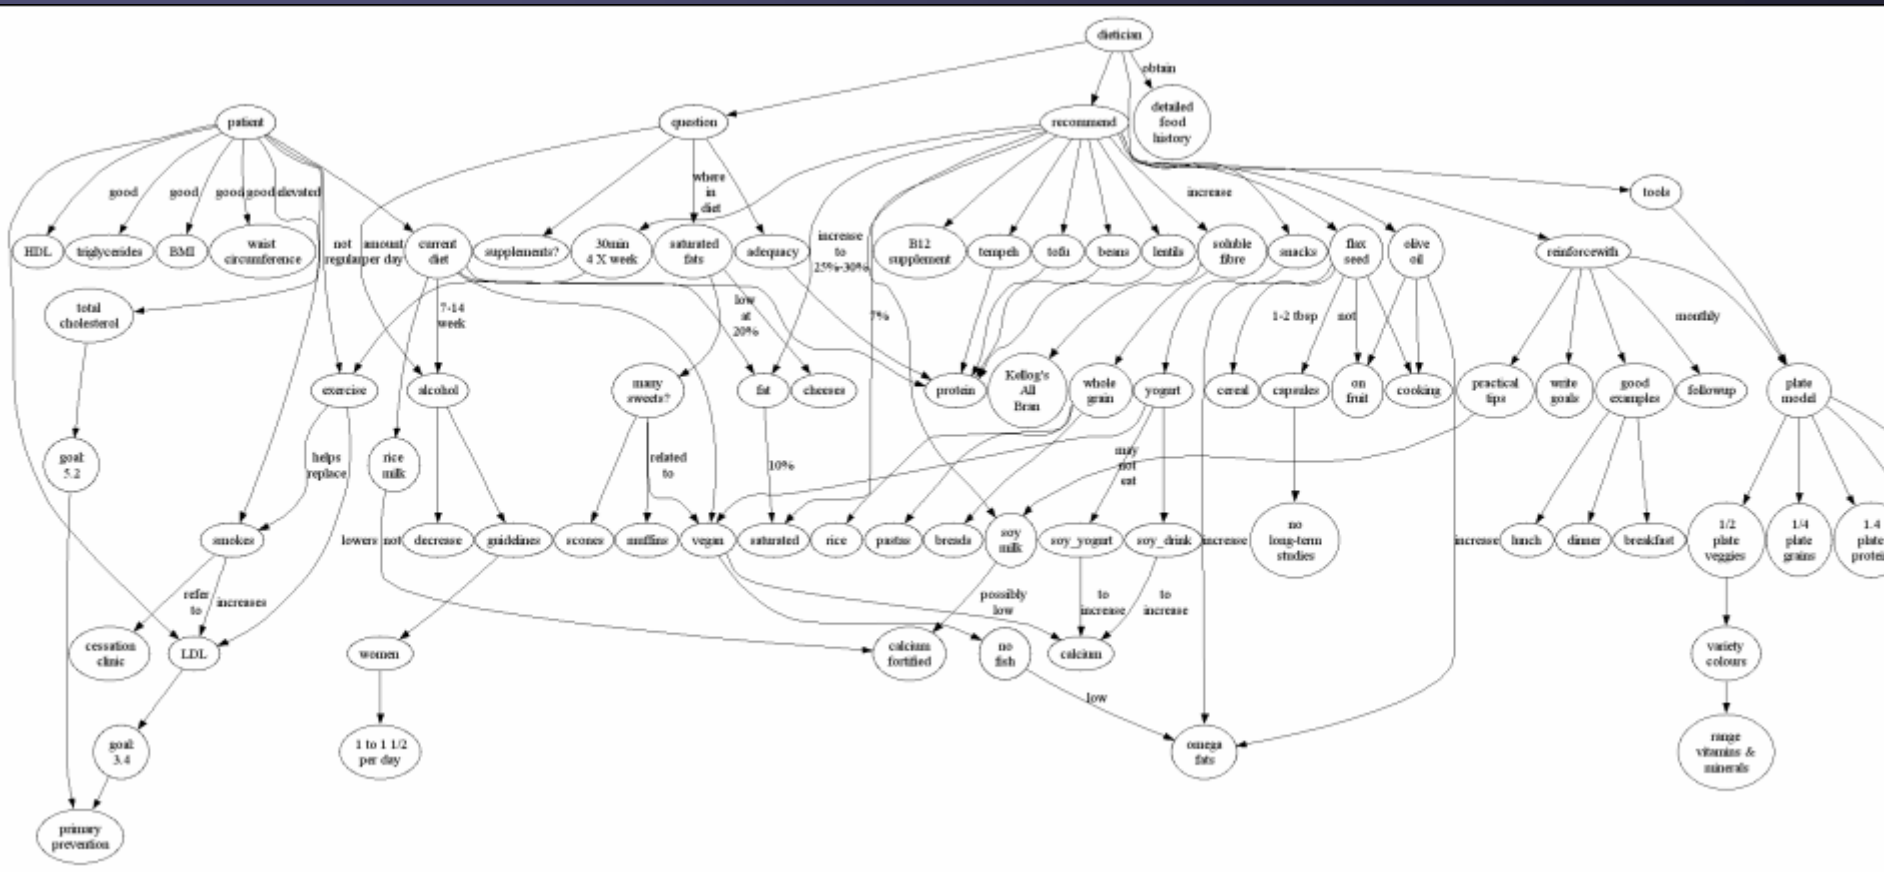 dietician
obtain
detailed
food
history
patient
question
recommend
tools
good
good
good
good
elevated
where
in
diet
increase
HDL
triglycerides
BMI
waist
circumference
not
regular
amount
per day
current
diet
supplements?
30min
4 X week
saturated
fats
adequacy
increase
to
25%-30%
B12
supplement
tempeh
tofu
beans
lentils
soluble
fibre
snacks
flax
seed
olive
oil
reinforcewith
total
cholesterol
7-14
week
low
at
20%
7%
1-2 tbsp
not
monthly
exercise
alcohol
many
sweets?
fat
cheeses
protein
Kellog's
All
Bran
whole
grain
yogurt
cereal
capsules
on
fruit
cooking
practical
tips
write
goals
good
examples
followup
plate
model
goal:
5.2
helps
replace
rice
milk
related
to
10%
may
not
eat
smokes
lowers
not
decrease
guidelines
scones
muffins
vegan
saturated
rice
pastas
breads
soy
milk
soy_yogurt
soy_drink
increase
no
long-term
studies
increase
lunch
dinner
breakfast
1/2
plate
veggies
1/4
plate
grains
1.4
plate
protei
refer
to
increases
possibly
low
to
increase
to
increase
cessation
clinic
LDL
women
calcium
fortified
no
fish
calcium
variety
colours
low
goal:
3.4
1 to 1 1/2
per day
omega
fats
range
vitamins &
minerals
primary
prevention